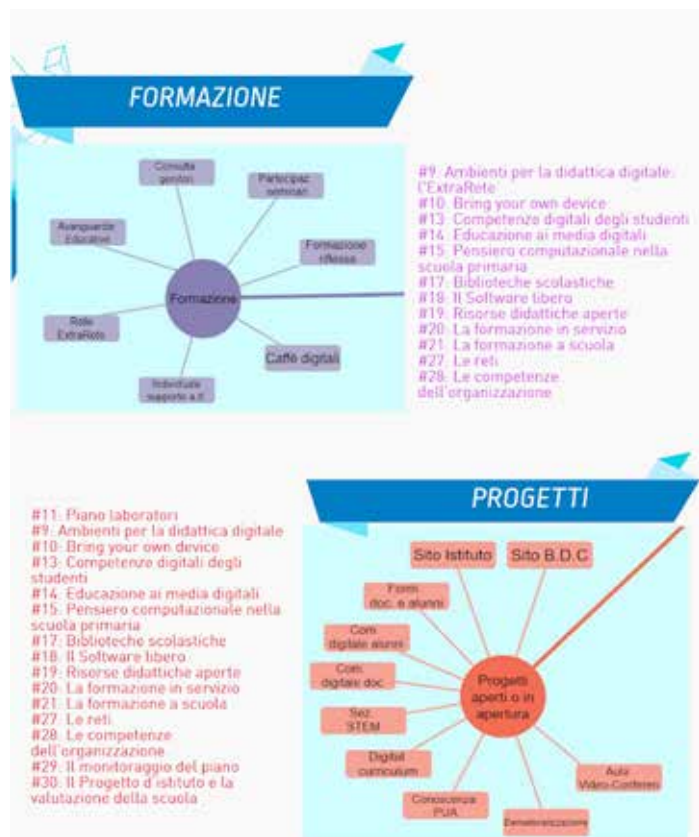 FORMAZIONE
Consulta
genitori
Partecipaz.
seminari
Avanguardie
Educative
Formazione
riflessa
Formazione
Rete
ExtraRete
Caffè digitali
supporto a.d.
#9: Ambienti per la didattica digitale:
l'ExtraRete
#10: Bring your own device
#13: Competenze digitali degli studenti
#14: Educazione ai media digitali
#15: Pensiero computazionale nella
scuola primaria
#17: Biblioteche scolastiche
#18: Il Software libero
#19: Risorse didattiche aperte
#20: La formazione in servizio
#21: La formazione a scuola
#27: Le reti
#28: Le competenze
dell'organizzazione
PROGETTI
#11: Piano laboratori
#9: Ambienti per la didattica digitale
#10: Bring your own device
#13: Competenze digitali degli
studenti
#14: Educazione ai media digitali
#15: Pensiero computazionale nella
scuola primaria
#17: Biblioteche scolastiche
#18: Il Software libero
#19: Risorse didattiche aperte
#20: La formazione in servizio
#21: La formazione a scuola
#27: Le reti
#28: Le competenze
dell'organizzazione
#29: Il monitoraggio del piano
#30: Il Progetto d'istituto e la
valutazione della scuola
Sito Istituto
Sito B.D.C.
Form.
doc. e alunni
Com.
digitale alunni
Com.
digitale doc.
Sez.
STEM
Digital
curriculum
Conoscenza
PUA
Dematerializzazione
Aula
Video-Conferen
Progetti
aperti o in
apertura